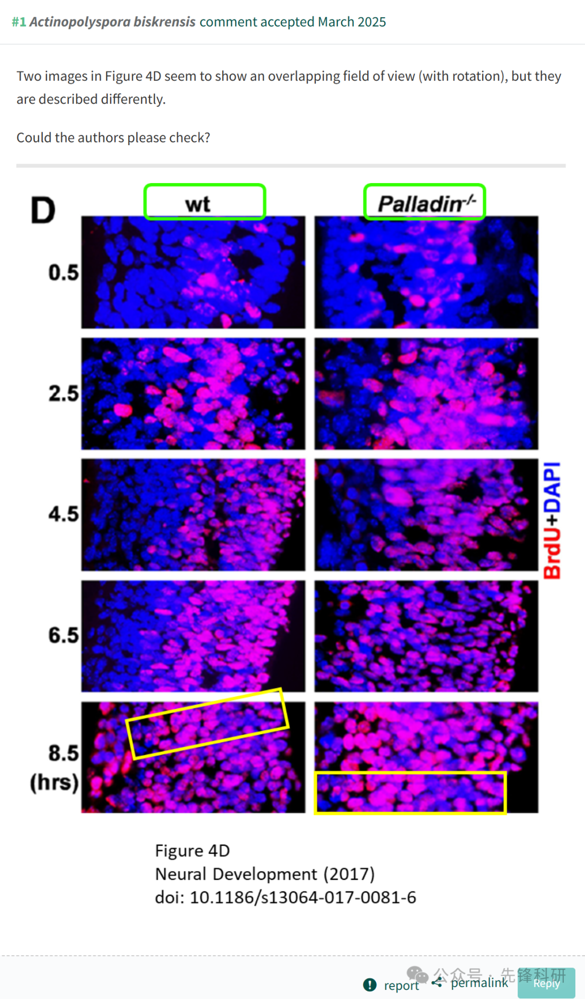 #1 Actinopolyspora biskrensis comment accepted March 2025
Two images in Figure 4D seem to show an overlapping field of view (with rotation), but they
are described differently.
Could the authors please check?
D
wt
Palladin-/-
0.5
2.5
4.5
6.5
8.5
(hrs)
BrdU+DAPI
Figure 4D
Neural Development (2017)
doi: 10.1186/s13064-017-0081-6
公众号 · 先锋科研
report
permalink
Reply